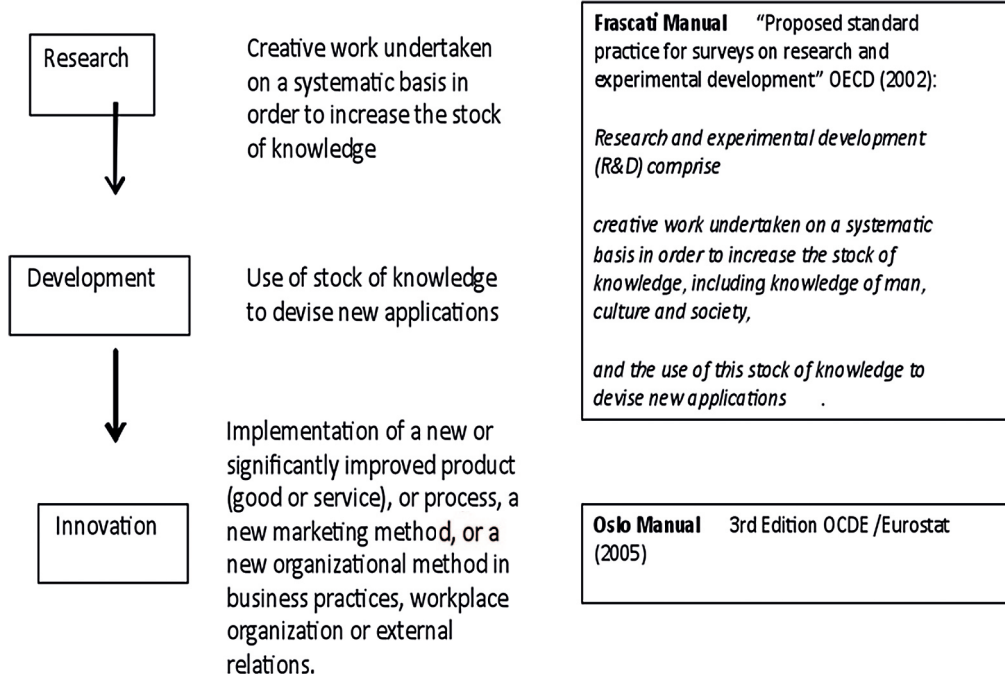 Research
Creative work undertaken
on a systematic basis in
order to increase the stock
of knowledge
Development
Use of stock of knowledge
to devise new applications
Innovation
Implementation of a new or
significantly improved product
(good or service), or process, a
new marketing method, or a
new organizational method in
business practices, workplace
organization or external
relations.
Frascati Manual "Proposed standard
practice for surveys on research and
experimental development" OECD (2002):
Research and experimental development
(R&D) comprise
creative work undertaken on a systematic
basis in order to increase the stock of
knowledge, including knowledge of man,
culture and society,
and the use of this stock of knowledge to
devise new applications .
Oslo Manual 3rd Edition OCDE /Eurostat
(2005)